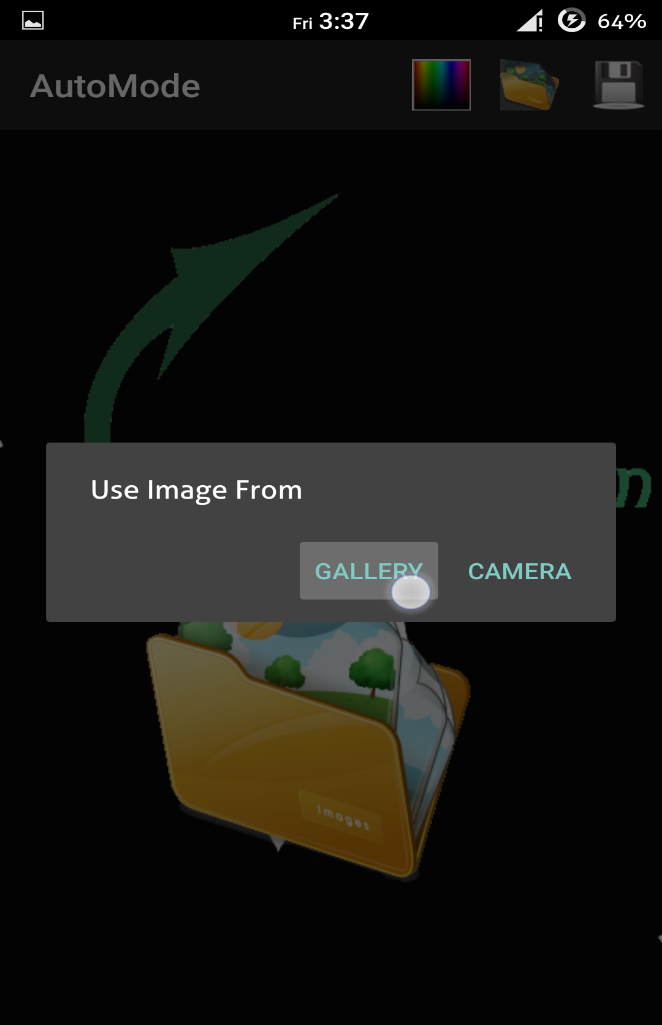 Fri 3:37 64%
AutoMode
Use Image From
GALLERY CAMERA
images